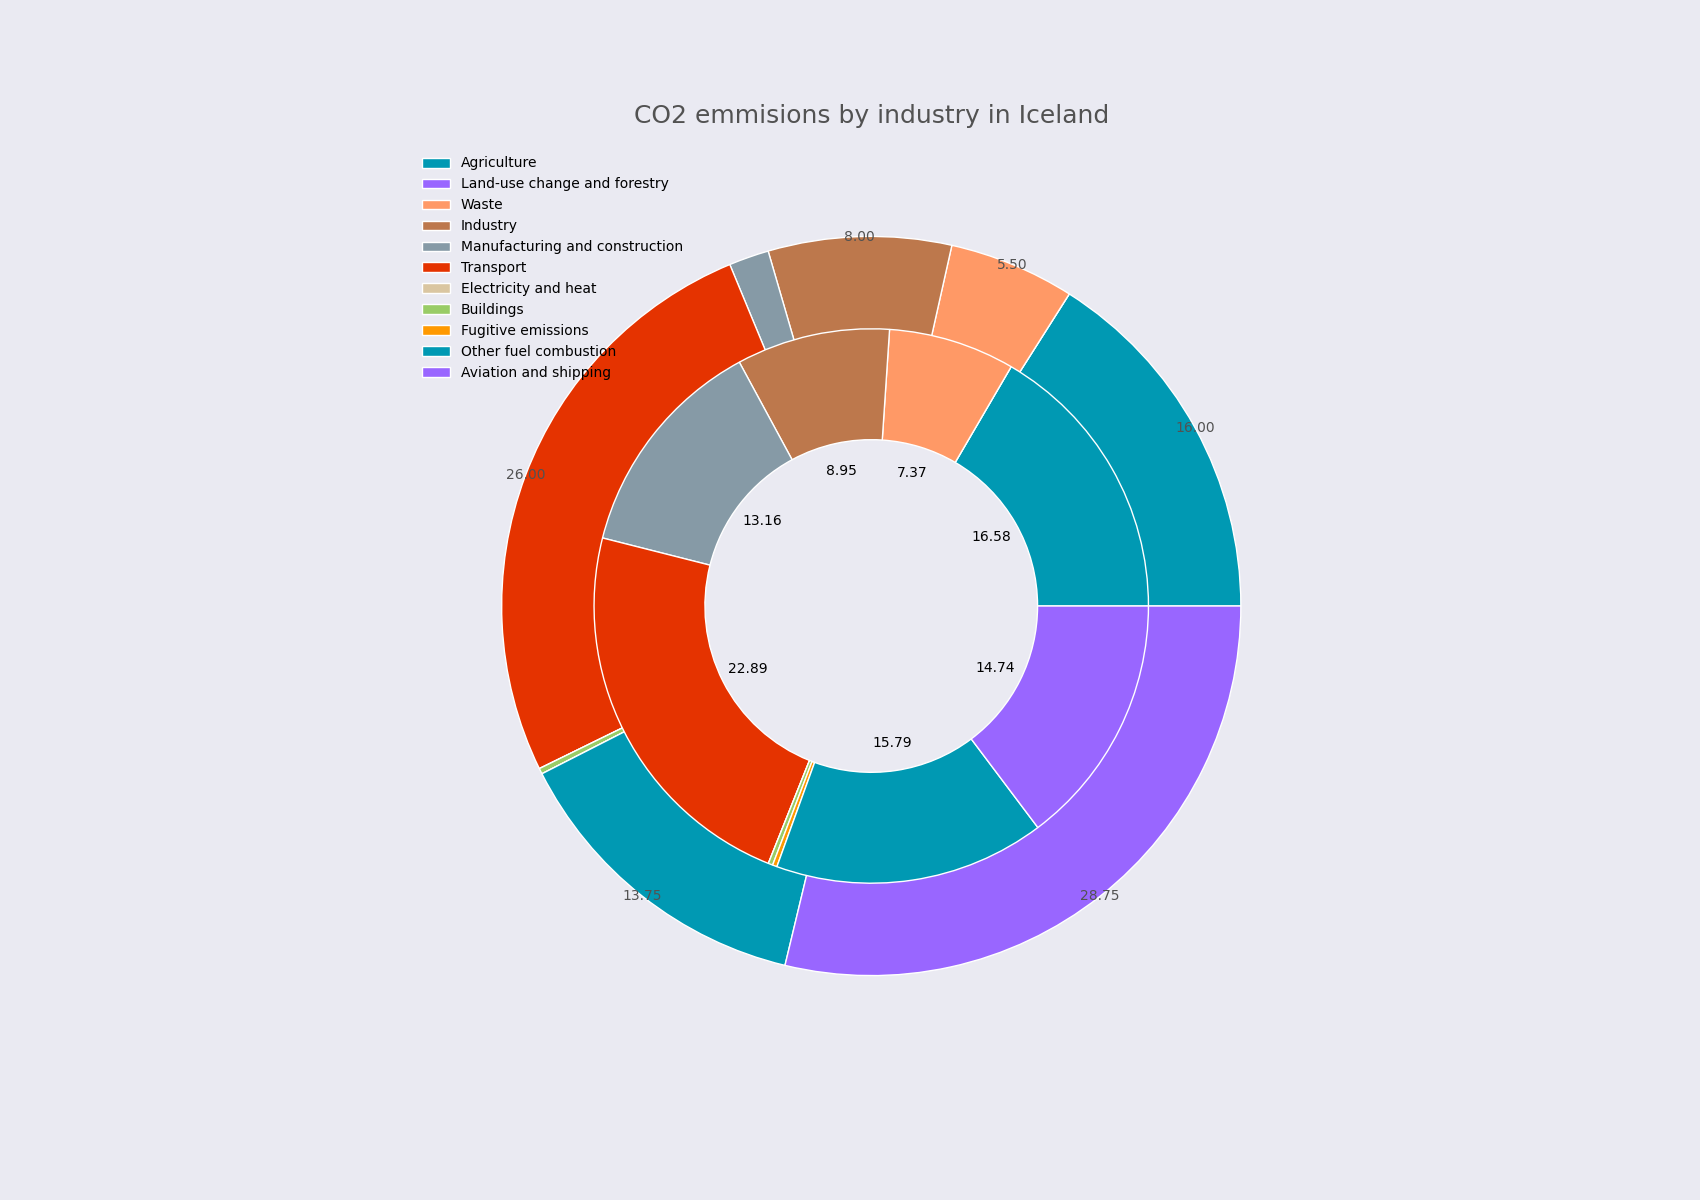 CO2 emmisions by industry in Iceland
Agriculture
Land-use change and forestry
Waste
Industry
Manufacturing and construction
Transport
Electricity and heat
Buildings
Fugitive emissions
Other fuel combustion
Aviation and shipping
8.00
5.50
16.00
26.00
8.95
7.37
13.16
16.58
22.89
14.74
15.79
13.75
28.75